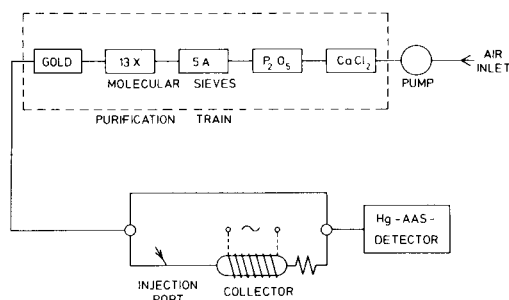 GOLD 13 X 5 A P₂O₅ CaCl₂ AIR INLET
MOLECULAR SIEVES PUMP
PURIFICATION TRAIN
Hg-AAS-
DETECTOR
INJECTION PORT COLLECTOR